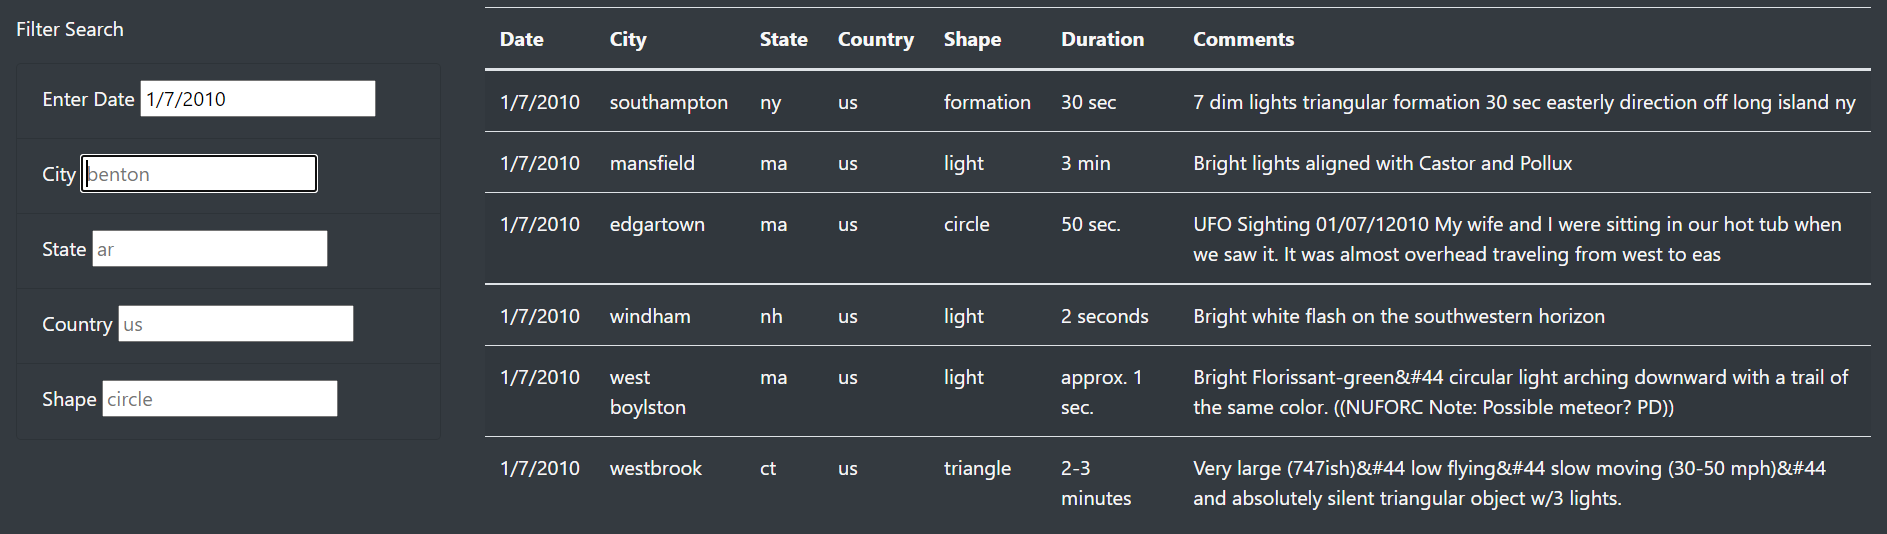 Filter Search
Enter Date 1/7/2010
City benton
State ar
Country us
Shape circle
Date City State Country Shape Duration Comments
1/7/2010 southampton ny us formation 30 sec 7 dim lights triangular formation 30 sec easterly direction off long island ny
1/7/2010 mansfield ma us light 3 min Bright lights aligned with Castor and Pollux
1/7/2010 edgartown ma us circle 50 sec. UFO Sighting 01/07/12010 My wife and I were sitting in our hot tub when
we saw it. It was almost overhead traveling from west to eas
1/7/2010 windham nh us light 2 seconds Bright white flash on the southwestern horizon
1/7/2010 west ma us light approx. 1 Bright Florissant-green&#44 circular light arching downward with a trail of
boylston sec. the same color. ((NUFORC Note: Possible meteor? PD))
1/7/2010 westbrook ct us triangle 2-3 Very large (747ish)&#44 low flying&#44 slow moving (30-50 mph)&#44
minutes and absolutely silent triangular object w/3 lights.